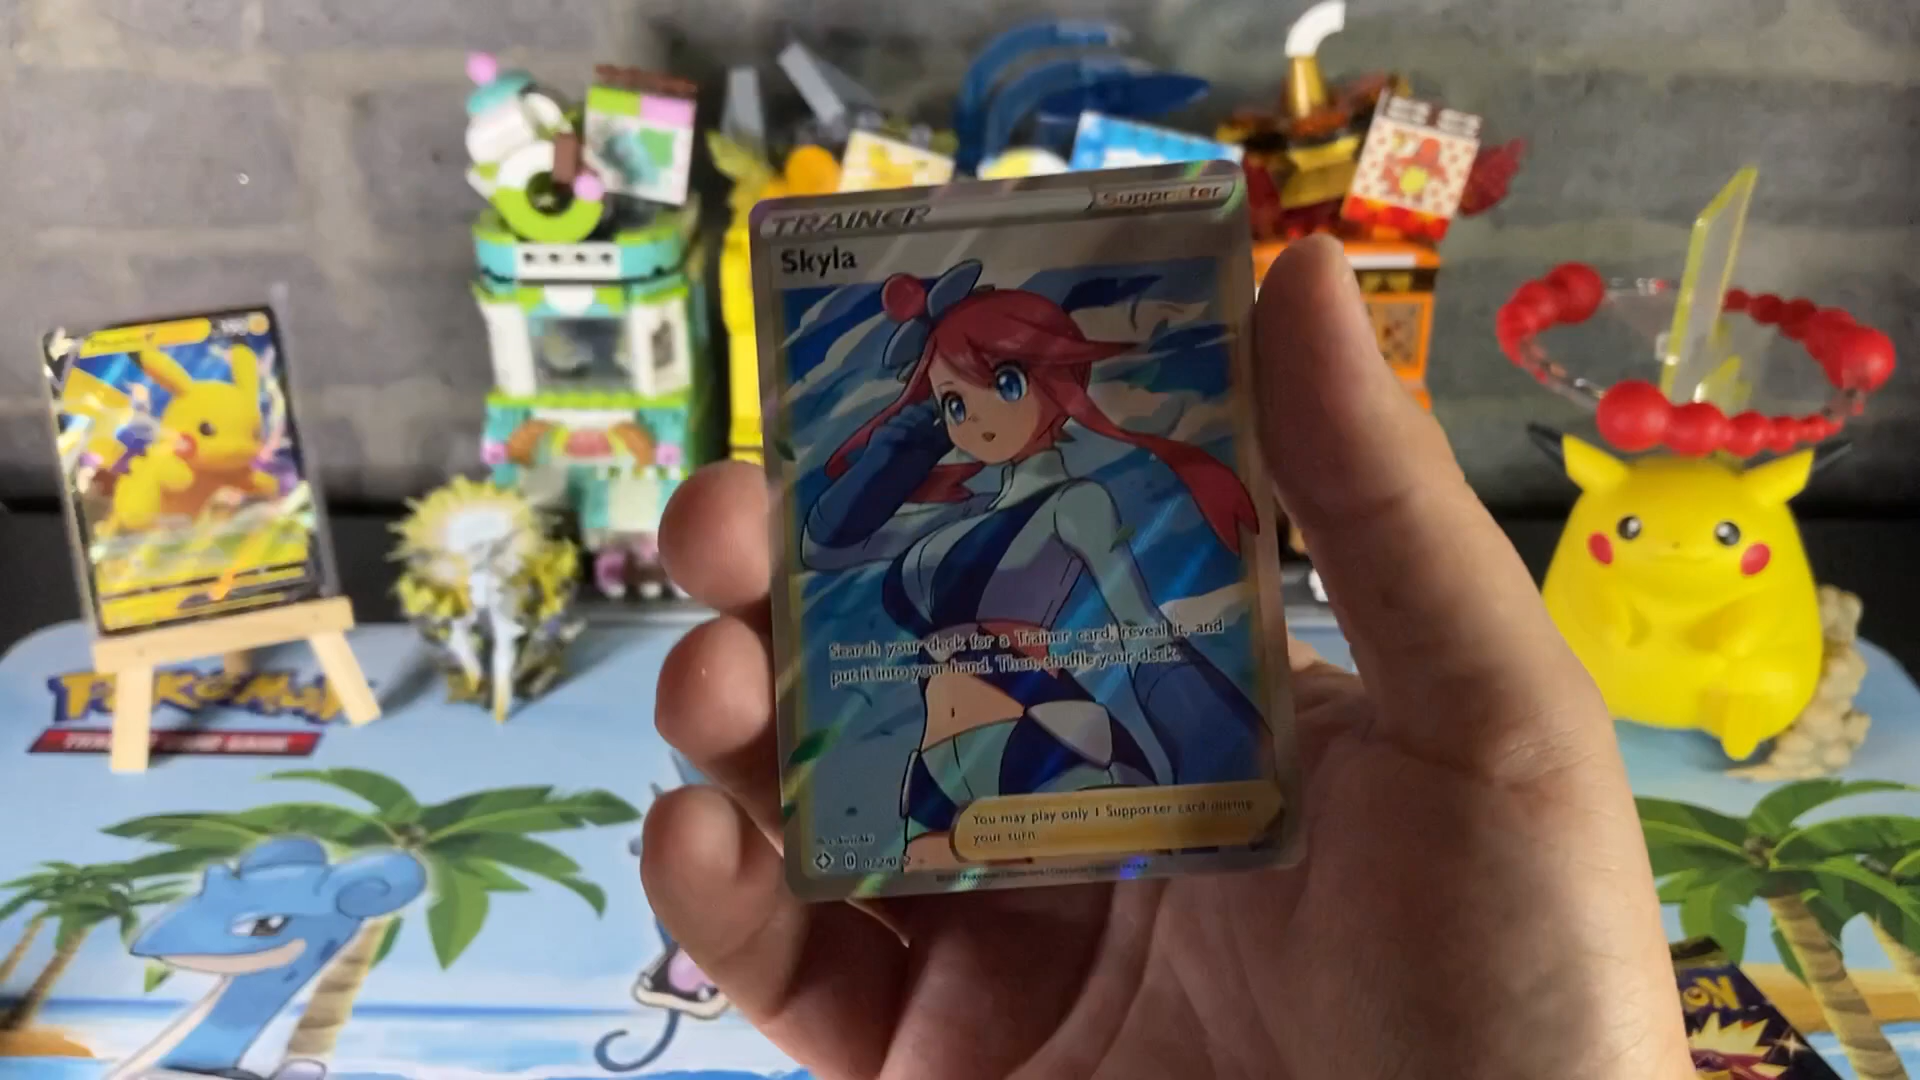 TRAINER
Supporter
Skyla
Search your deck for a Trainer card, reveal it, and
put it into your hand. Then, shuffle your deck.
You may play only 1 Supporter card during
your turn.
POKéMON